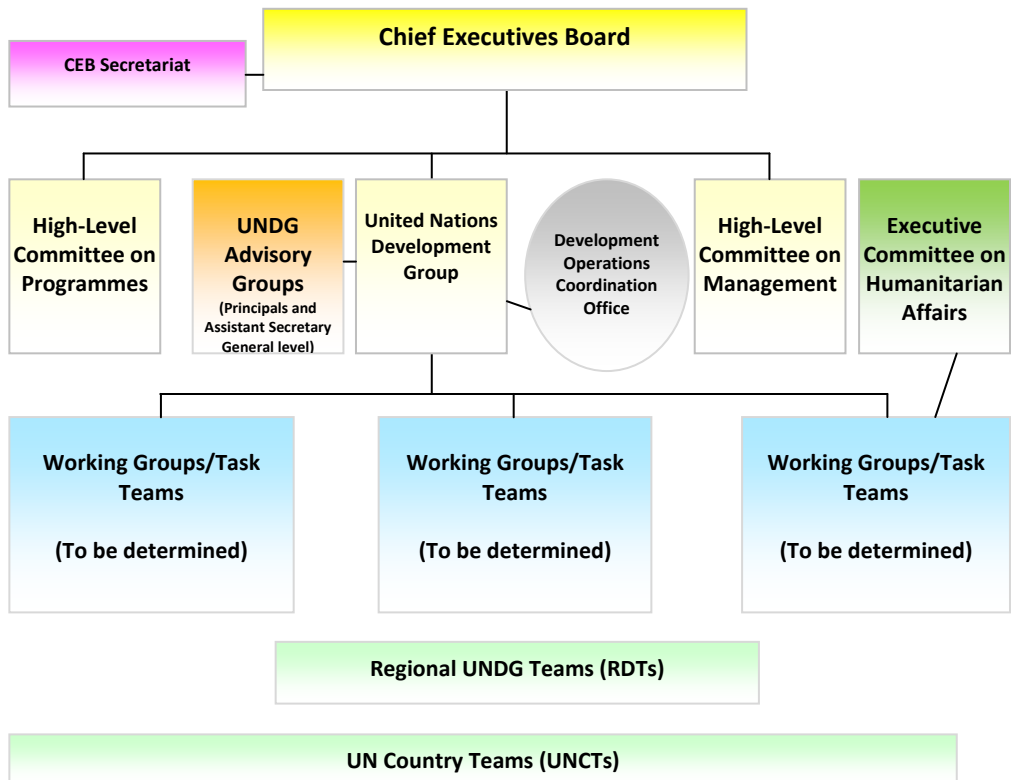 Chief Executives Board
CEB Secretariat
High-Level
Committee on
Programmes
UNDG
Advisory
Groups
(Principals and
Assistant Secretary
General level)
United Nations
Development
Group
Development
Operations
Coordination
Office
High-Level
Committee on
Management
Executive
Committee on
Humanitarian
Affairs
Working Groups/Task
Teams
(To be determined)
Working Groups/Task
Teams
(To be determined)
Working Groups/Task
Teams
(To be determined)
Regional UNDG Teams (RDTs)
UN Country Teams (UNCTs)